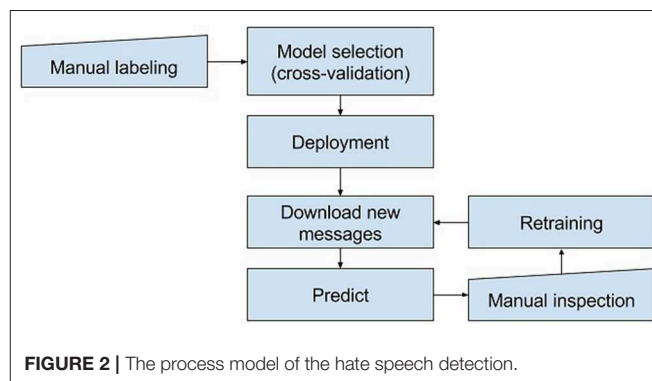 Manual labeling
Model selection
(cross-validation)
Deployment
Download new
messages
Retraining
Predict
Manual inspection
FIGURE 2 | The process model of the hate speech detection.